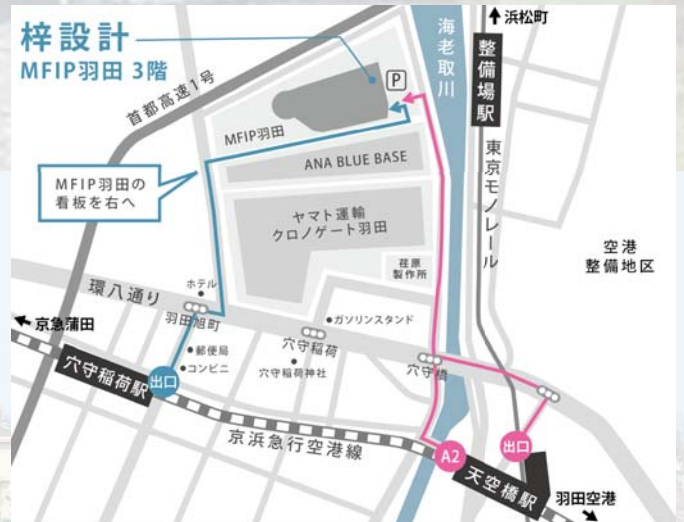 梓設計
MFIP羽田 3階
浜松町
海老取川
整備場駅
首都高速1号
P
MFIP羽田
東京モノレール
ANA BLUE BASE
MFIP羽田の
看板を右へ
ヤマト運輸
クロノゲート羽田
空港
整備地区
荏原
製作所
環八通り
ホテル
京急蒲田
羽田旭町
ガソリンスタンド
穴守稲荷
郵便局
コンビニ
穴守稲荷神社
穴守橋
穴守稲荷駅
出口
京浜急行空港線
出口
A2
天空橋駅
羽田空港